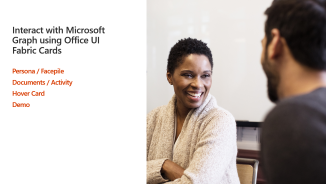 Interact with Microsoft
Graph using Office UI
Fabric Cards
Persona / Facepile
Documents / Activity
Hover Card
Demo